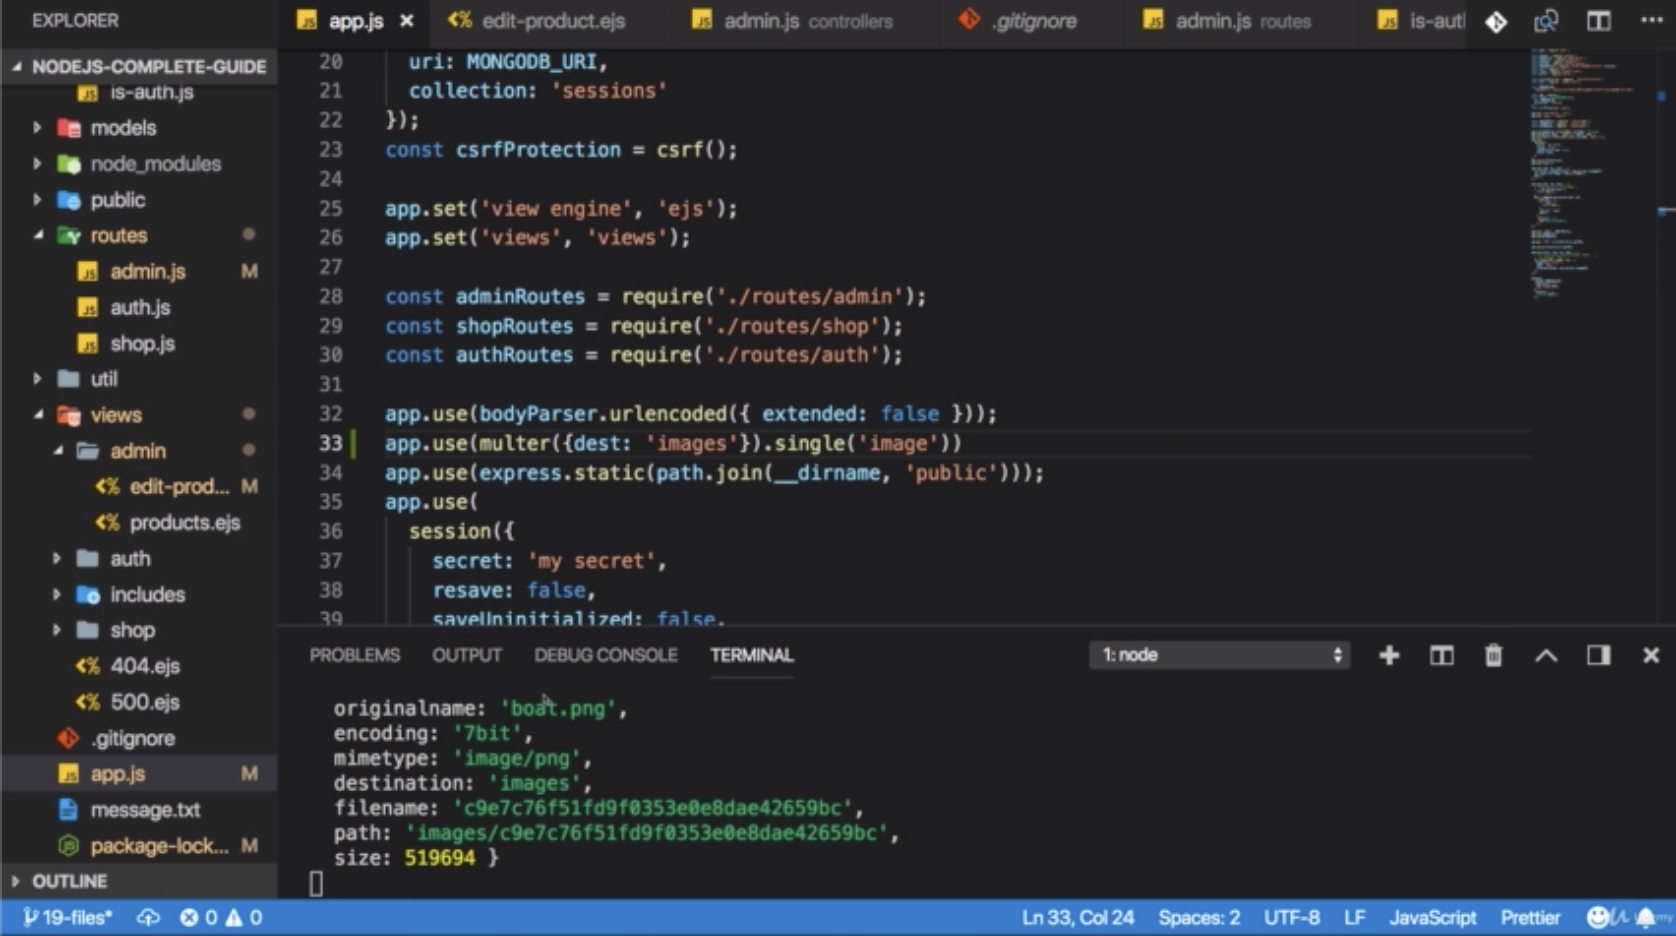 EXPLORER
app.js
edit-product.ejs
admin.js controllers
.gitignore
admin.js routes
NODEJS-COMPLETE-GUIDE
is-auth.js
models
node_modules
public
routes
admin.js M
auth.js
shop.js
util
views
admin
edit-prod... M
products.ejs
auth
includes
shop
404.ejs
500.ejs
.gitignore
app.js M
message.txt
package-lock... M
OUTLINE
20 uri: MONGODB_URI,
21 collection: 'sessions'
22 });
23 const csrfProtection = csrf();
24
25 app.set('view engine', 'ejs');
26 app.set('views', 'views');
27
28 const adminRoutes = require('./routes/admin');
29 const shopRoutes = require('./routes/shop');
30 const authRoutes = require('./routes/auth');
31
32 app.use(bodyParser.urlencoded({ extended: false }));
33 app.use(multer({dest: 'images'}).single('image'))
34 app.use(express.static(path.join(__dirname, 'public')));
35 app.use(
36 session({
37 secret: 'my secret',
38 resave: false,
39 saveUninitialized: false,
PROBLEMS OUTPUT DEBUG CONSOLE TERMINAL
1: node
originalname: 'boat.png',
encoding: '7bit',
mimetype: 'image/png',
destination: 'images',
filename: 'c9e7c76f51fd9f0353e0e8dae42659bc',
path: 'images/c9e7c76f51fd9f0353e0e8dae42659bc',
size: 519694 }
19-files* 0 0
Ln 33, Col 24 Spaces: 2 UTF-8 LF JavaScript Prettier